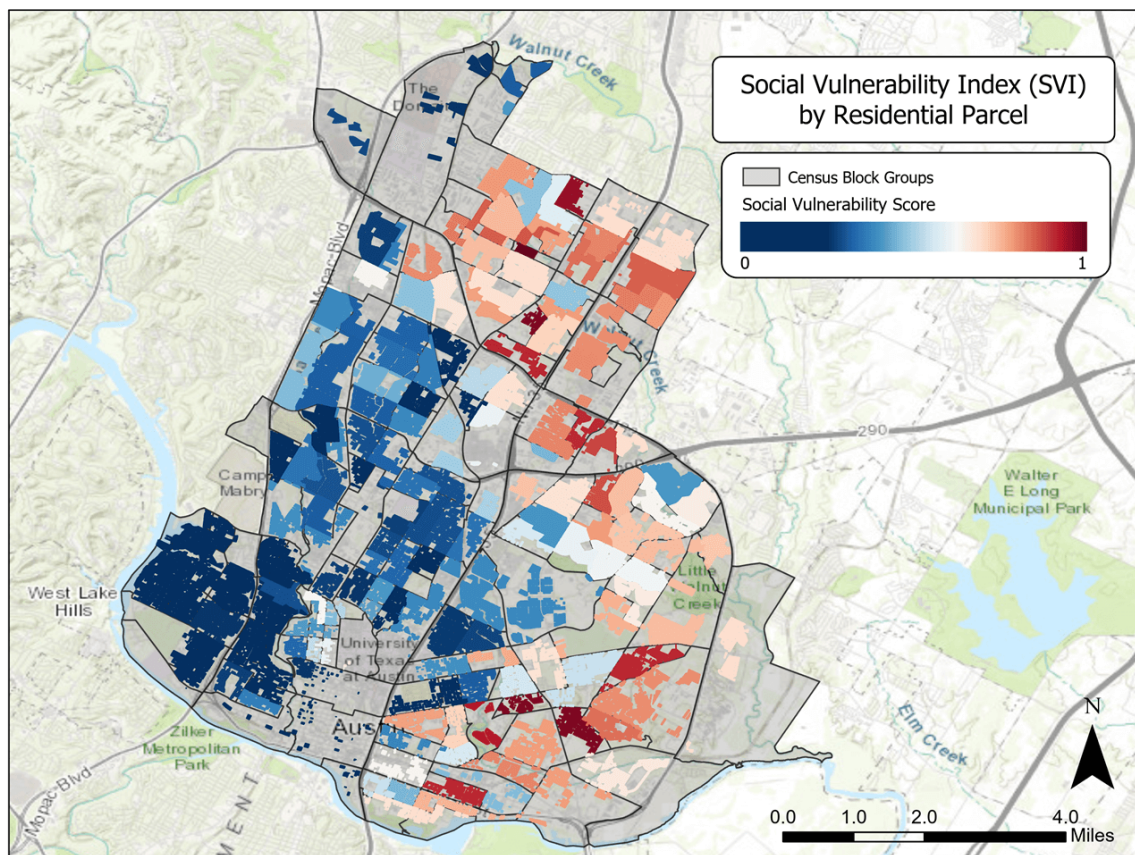 Walnut Creek
The
Social Vulnerability Index (SVI)
by Residential Parcel
Census Block Groups
Social Vulnerability Score
0 1
Mopac-Blvd
Creek
290
Camp
Mabry
Walter
E Long
Municipal Park
West Lake
Hills
Little
Walnut
Creek
University
of Texas
at Austin
Zilker
Metropolitan
Park
Elm Creek
N
Mopac-Blvd
MENT
0.0 1.0 2.0 4.0
Miles